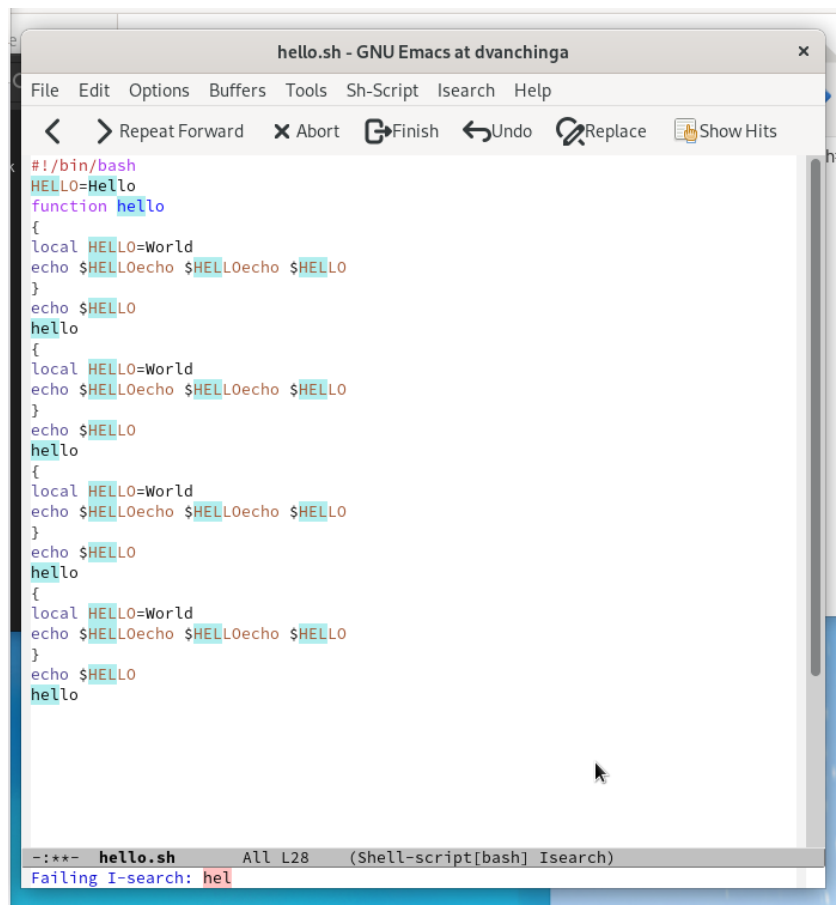 hello.sh - GNU Emacs at dvanchinga ×
File Edit Options Buffers Tools Sh-Script Isearch Help
Repeat Forward Abort Finish Undo Replace Show Hits
#!/bin/bash
HELLO=Hello
function hello
{
local HELLO=World
echo $HELLOecho $HELLOecho $HELLO
}
echo $HELLO
hello
{
local HELLO=World
echo $HELLOecho $HELLOecho $HELLO
}
echo $HELLO
hello
{
local HELLO=World
echo $HELLOecho $HELLOecho $HELLO
}
echo $HELLO
hello
{
local HELLO=World
echo $HELLOecho $HELLOecho $HELLO
}
echo $HELLO
hello
-:**- hello.sh All L28 (Shell-script[bash] Isearch)
Failing I-search: hel